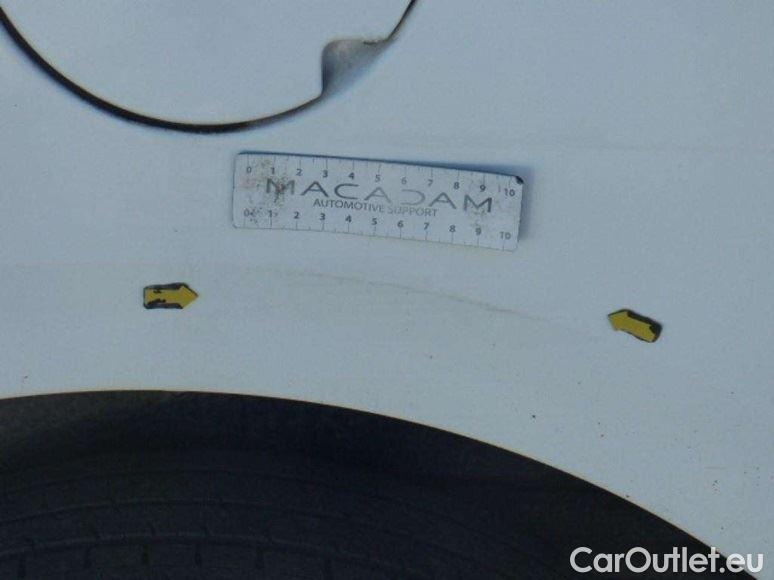 0 1 2 3 4 5 6 7 8 9 10
MACADAM
AUTOMOTIVE SUPPORT
0 1 2 3 4 5 6 7 8 9 10
CarOutlet.eu